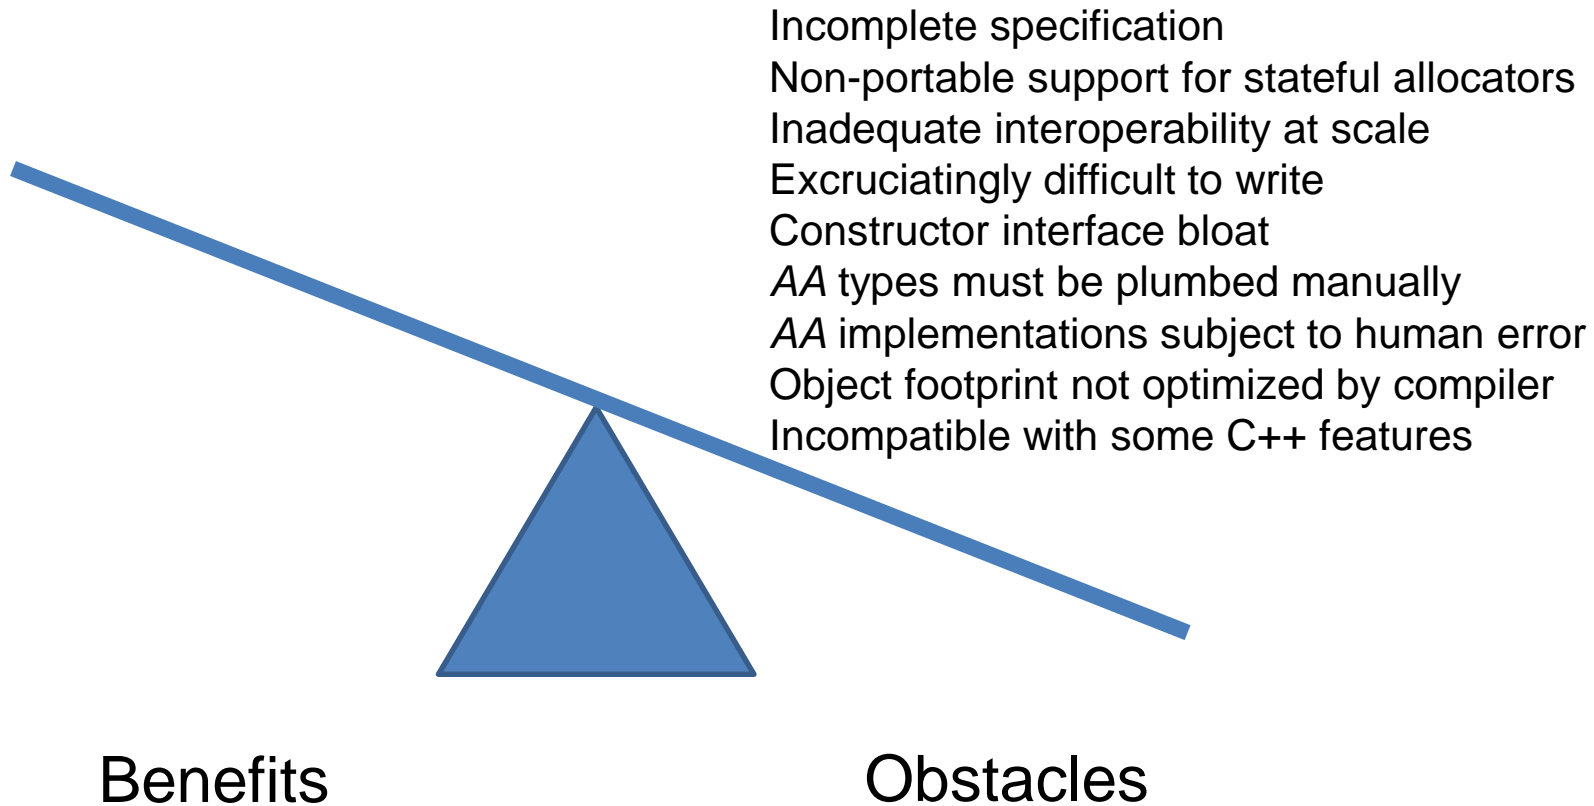 Incomplete specification
Non-portable support for stateful allocators
Inadequate interoperability at scale
Excruciatingly difficult to write
Constructor interface bloat
AA types must be plumbed manually
AA implementations subject to human error
Object footprint not optimized by compiler
Incompatible with some C++ features
Benefits
Obstacles